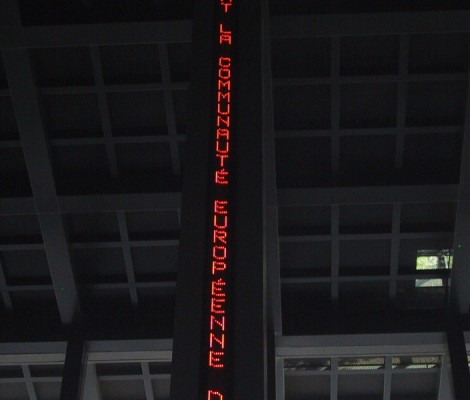 T LA COMMUNAUTÉ EUROPÉENNE D